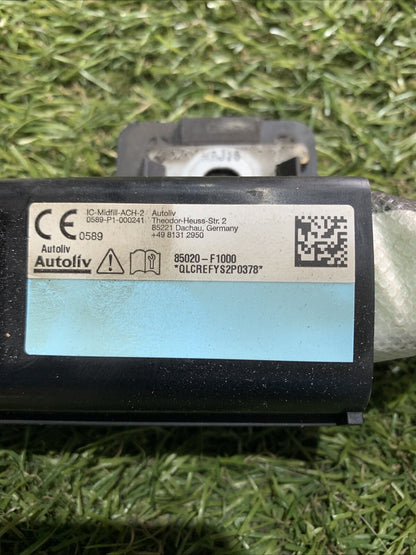 IC-Midfill-ACH-2
0589-P1-000241
Autoliv
Theodor-Heuss-Str. 2
85221 Dachau, Germany
+49 8131 2950
CE
0589
Autoliv
Autoliv
85020-F1000
*QLCREFYS2P0378*